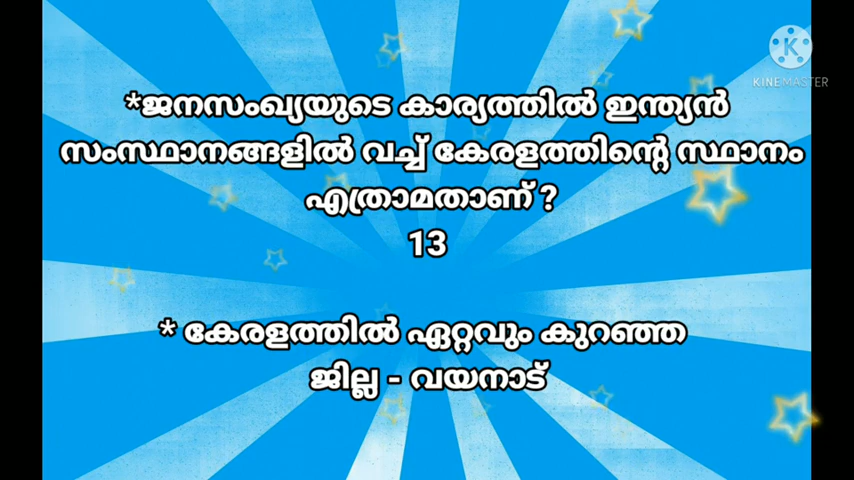 KINEMASTER
*ജനസംഖ്യയുടെ കാര്യത്തിൽ ഇന്ത്യൻ
സംസ്ഥാനങ്ങളിൽ വച്ച് കേരളത്തിന്റെ സ്ഥാനം
എത്രാമതാണ് ?
13
* കേരളത്തിൽ ഏറ്റവും കുറഞ്ഞ
ജില്ല - വയനാട്